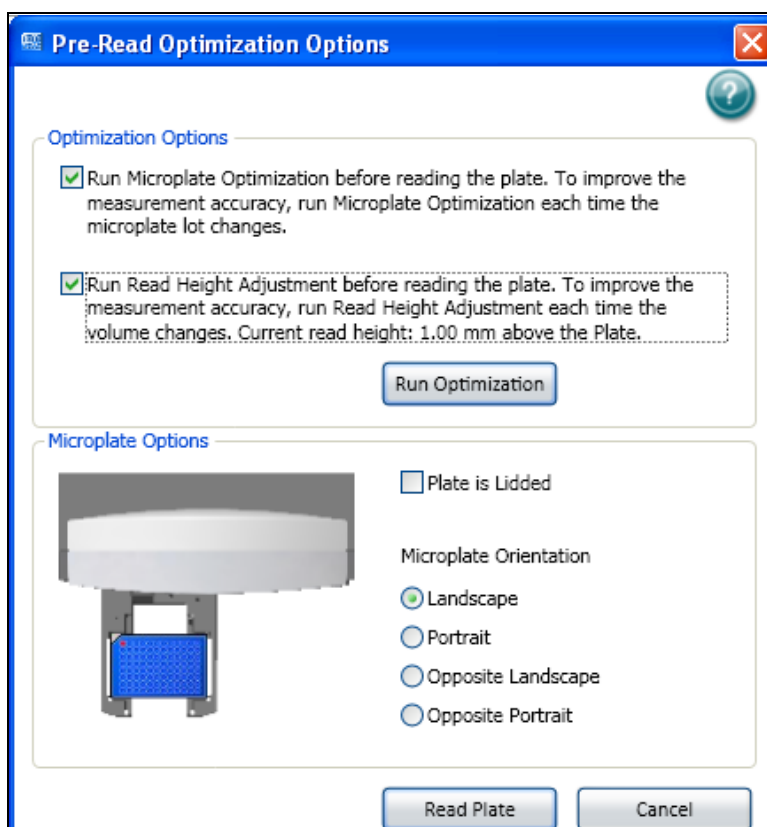 Pre-Read Optimization Options
?
Optimization Options
Run Microplate Optimization before reading the plate. To improve the
measurement accuracy, run Microplate Optimization each time the
microplate lot changes.
Run Read Height Adjustment before reading the plate. To improve the
measurement accuracy, run Read Height Adjustment each time the
volume changes. Current read height: 1.00 mm above the Plate.
Run Optimization
Microplate Options
Plate is Lidded
Microplate Orientation
Landscape
Portrait
Opposite Landscape
Opposite Portrait
Read Plate
Cancel